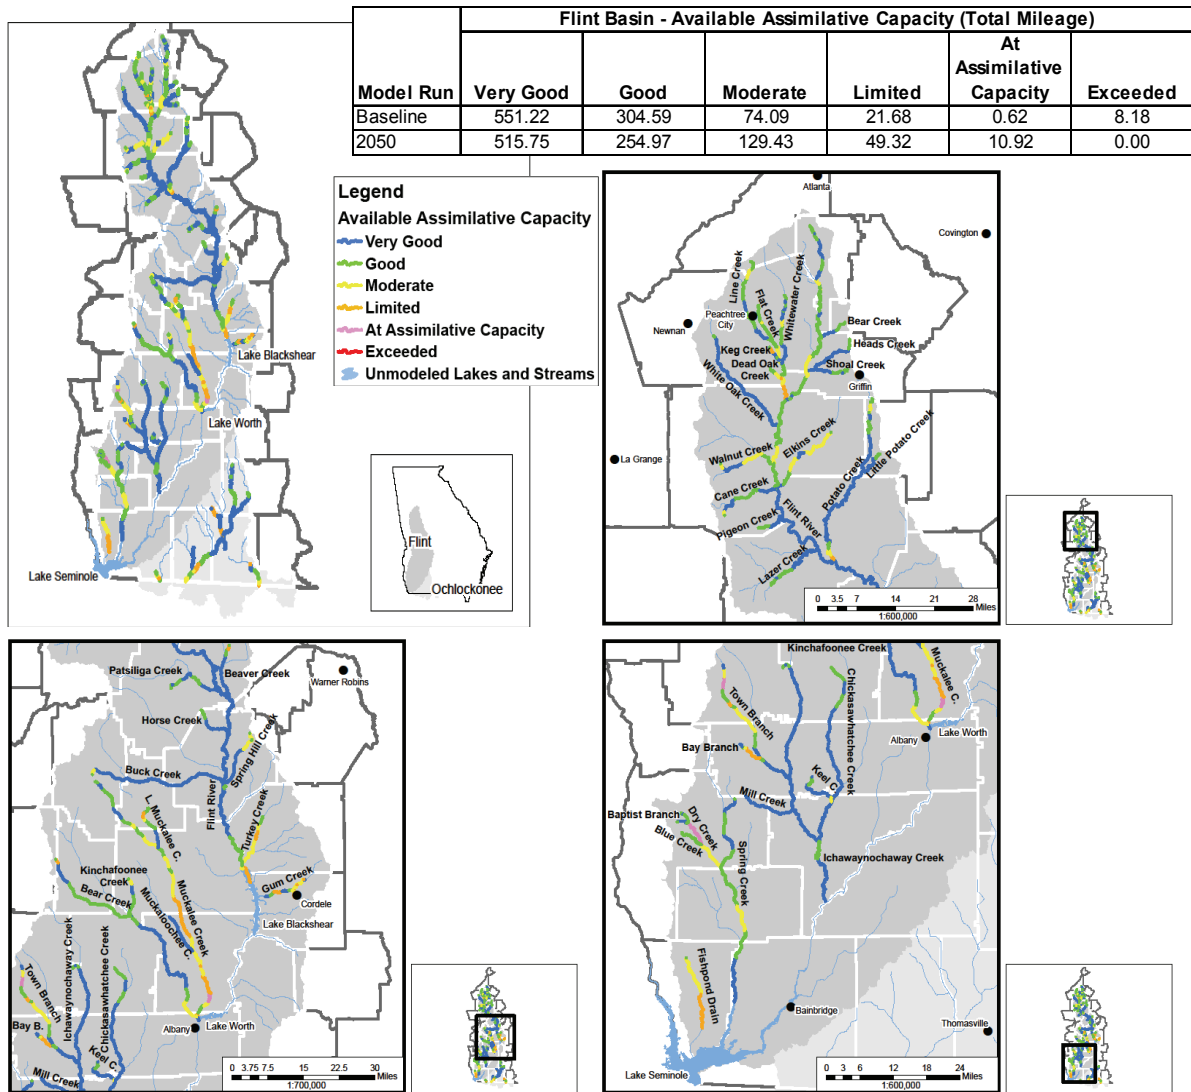 Flint Basin - Available Assimilative Capacity (Total Mileage)
Model Run Very Good Good Moderate Limited At Assimilative Capacity Exceeded
Baseline 551.22 304.59 74.09 21.68 0.62 8.18
2050 515.75 254.97 129.43 49.32 10.92 0.00
Legend
Available Assimilative Capacity
Very Good
Good
Moderate
Limited
At Assimilative Capacity
Exceeded
Unmodeled Lakes and Streams
Lake Blackshear
Lake Worth
Lake Seminole
Flint
Ochlockonee
Atlanta
Covington
Line Creek
Flat Creek
Whitewater Creek
Peachtree
City
Newnan
Bear Creek
Heads Creek
Keg Creek
Dead Oak
Creek
Shoal Creek
Griffin
White Oak Creek
La Grange
Walnut Creek
Elkins Creek
Potato Creek
Little Potato Creek
Cane Creek
Pigeon Creek
Flint River
Lazer Creek
0 3.5 7 14 21 28
Miles
1:600,000
Patsiliga Creek
Beaver Creek
Warner Robins
Horse Creek
Spring Hill Creek
Buck Creek
Flint River
L. Muckalee C.
Turkey Creek
Kinchafoonee
Creek
Bear Creek
Gum Creek
Cordele
Muckaloochee C.
Muckalee Creek
Lake Blackshear
Ichawaynochaway Creek
Chickasawhatchee Creek
Town Branch
Bay B.
Keel C.
Mill Creek
Albany
Lake Worth
0 3.75 7.5 15 22.5 30
Miles
1:700,000
Kinchafoonee Creek
Muckalee C.
Chickasawhatchee Creek
Town Branch
Bay Branch
Albany
Lake Worth
Keel C.
Mill Creek
Baptist Branch
Dry Creek
Blue Creek
Spring Creek
Ichawaynochaway Creek
Fishpond Drain
Bainbridge
Thomasville
Lake Seminole
0 3 6 12 18 24
Miles
1:600,000